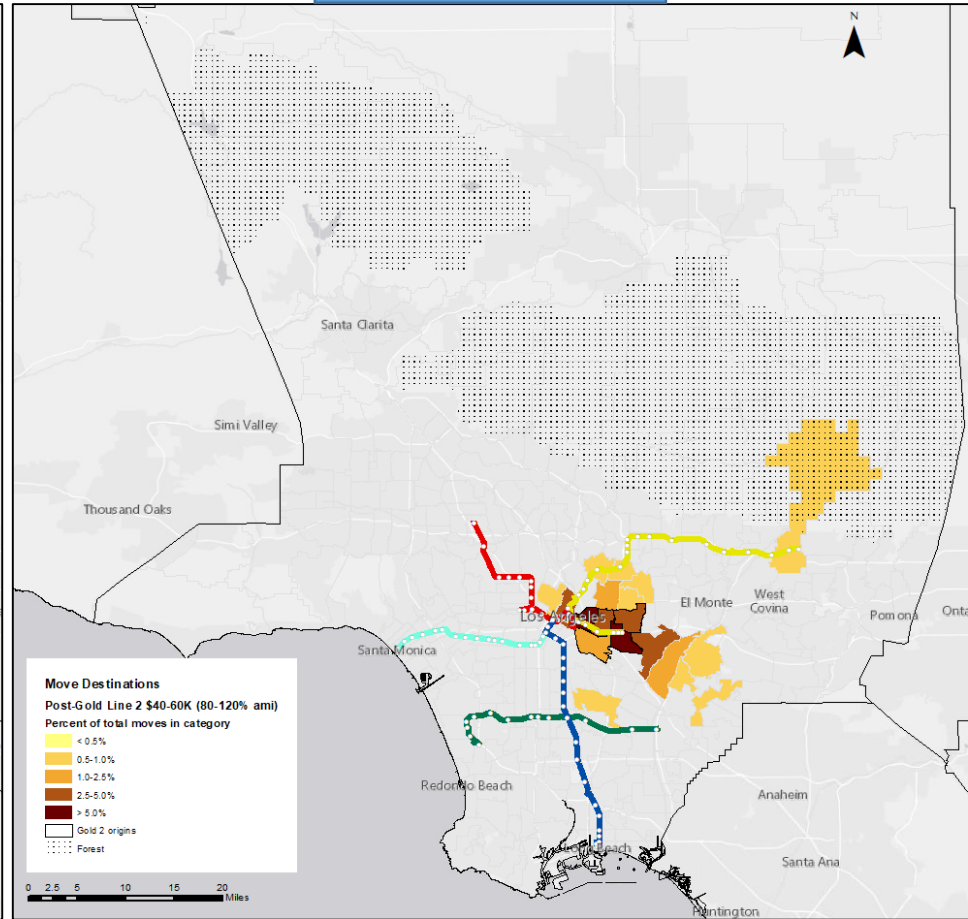 N
Santa Clarita
Simi Valley
Thousand Oaks
El Monte
West
Covina
Los Angeles
Pomona
Onta
Santa Monica
Move Destinations
Post-Gold Line 2 $40-60K (80-120% ami)
Percent of total moves in category
< 0.5%
0.5-1.0%
1.0-2.5%
2.5-5.0%
> 5.0%
Gold 2 origins
Forest
Redondo Beach
Anaheim
Long Beach
Santa Ana
Huntington
0 2.5 5 10 15 20
Miles